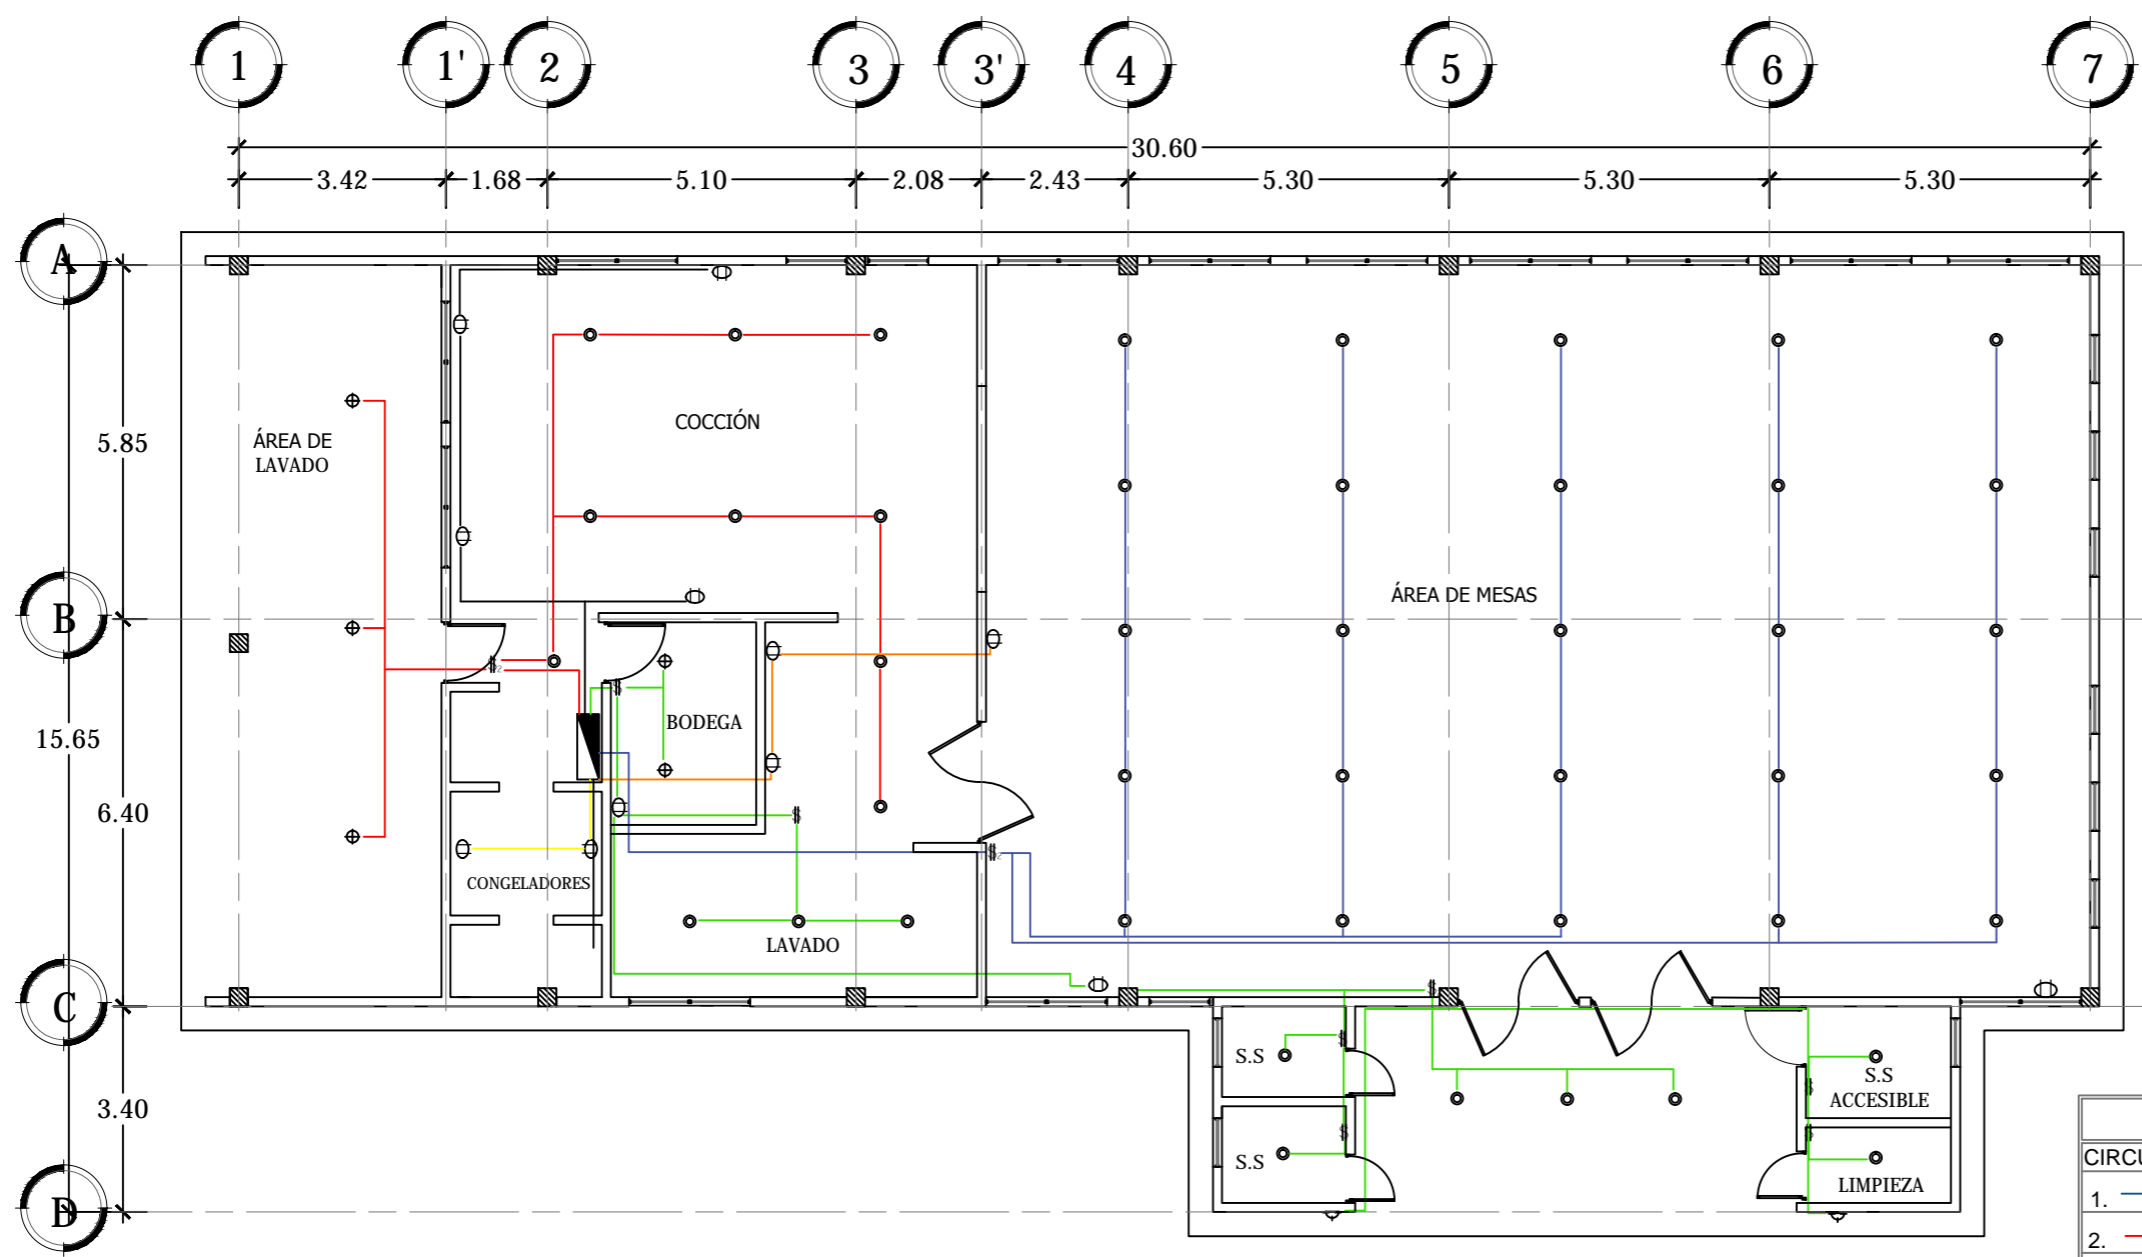 1 1' 2 3 3' 4 5 6 7
30.60
3.42 1.68 5.10 2.08 2.43 5.30 5.30 5.30
A
B
C
D
5.85
15.65
6.40
3.40
ÁREA DE
LAVADO
COCCIÓN
ÁREA DE MESAS
BODEGA
CONGELADORES
LAVADO
S.S
S.S
S.S
ACCESIBLE
LIMPIEZA
CIRCU
1.
2.